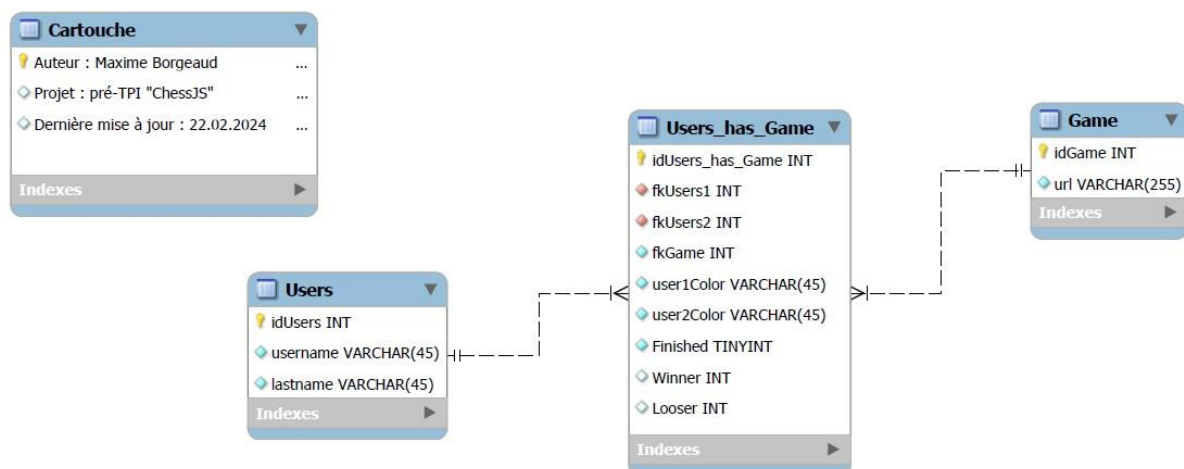 Cartouche
Auteur : Maxime Borgeaud ...
Projet : pré-TPI "ChessJS" ...
Dernière mise à jour : 22.02.2024 ...
Indexes
Users
idUsers INT
username VARCHAR(45)
lastname VARCHAR(45)
Indexes
Users_has_Game
idUsers_has_Game INT
fkUsers1 INT
fkUsers2 INT
fkGame INT
user1Color VARCHAR(45)
user2Color VARCHAR(45)
Finished TINYINT
Winner INT
Looser INT
Indexes
Game
idGame INT
url VARCHAR(255)
Indexes